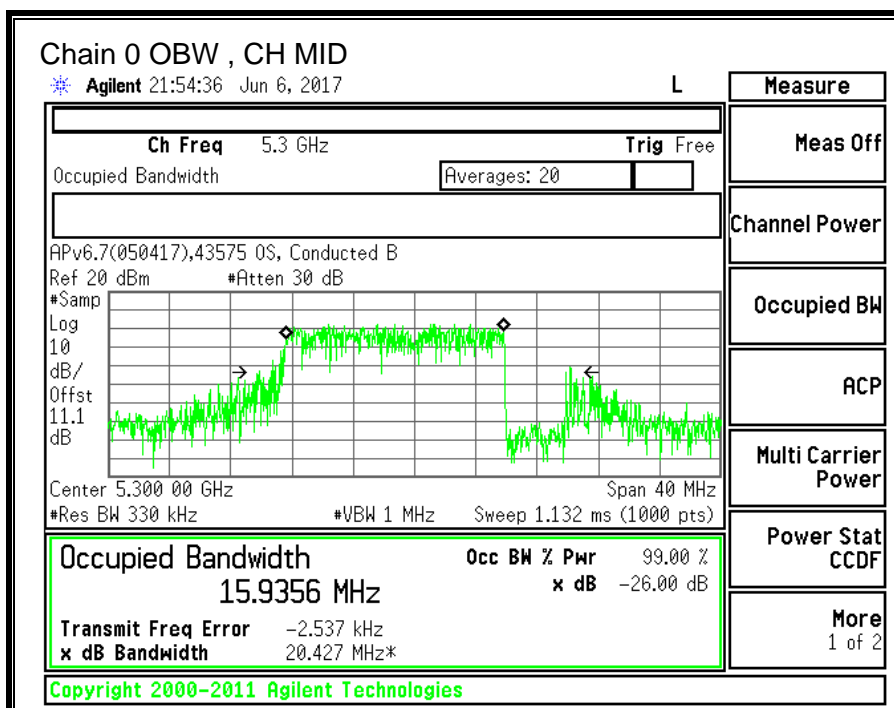 Chain 0 OBW , CH MID
Agilent 21:54:36 Jun 6, 2017 L
Measure
Ch Freq 5.3 GHz Trig Free
Occupied Bandwidth Averages: 20
APv6.7(050417),43575 OS, Conducted B
Ref 20 dBm #Atten 30 dB
#Samp
Log
10
dB/
Offst
11.1
dB
Center 5.300 00 GHz Span 40 MHz
#Res BW 330 kHz #VBW 1 MHz Sweep 1.132 ms (1000 pts)
Occupied Bandwidth Occ BW % Pwr 99.00 %
15.9356 MHz x dB -26.00 dB
Transmit Freq Error -2.537 kHz
x dB Bandwidth 20.427 MHz*
Meas Off
Channel Power
Occupied BW
ACP
Multi Carrier
Power
Power Stat
CCDF
More
1 of 2
Copyright 2000-2011 Agilent Technologies